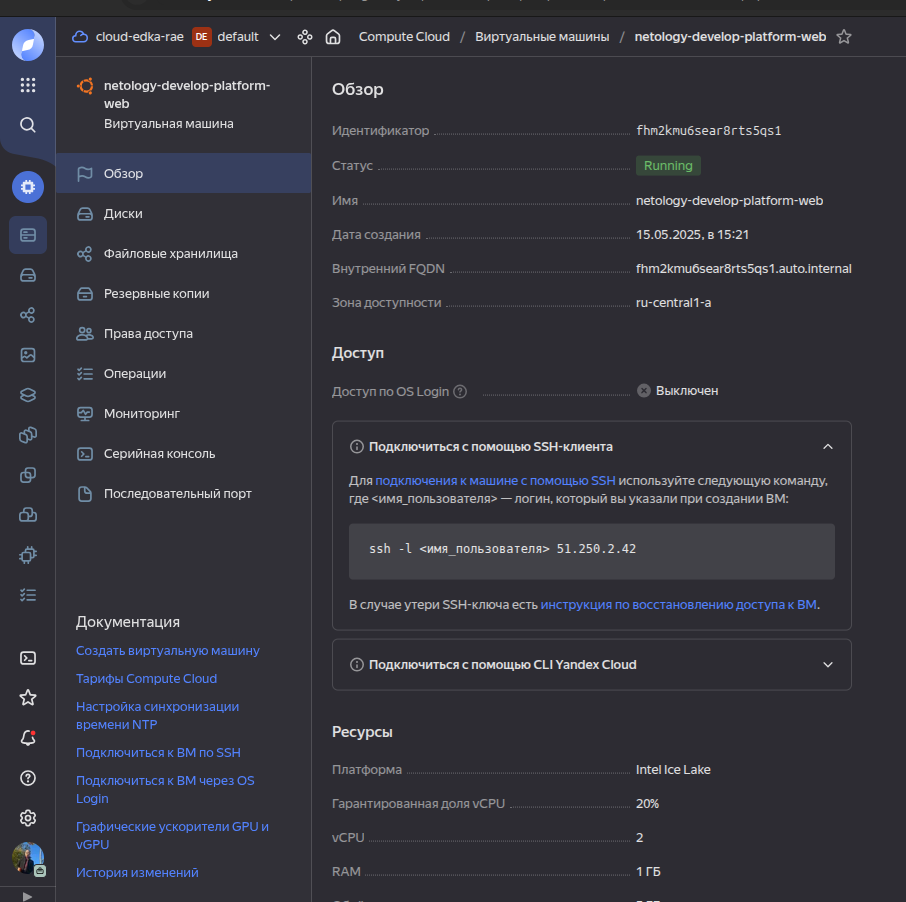 cloud-edka-rae DE default Compute Cloud / Виртуальные машины / netology-develop-platform-web
netology-develop-platform-
web
Виртуальная машина
Обзор
Диски
Файловые хранилища
Резервные копии
Права доступа
Операции
Мониторинг
Серийная консоль
Последовательный порт
Документация
Создать виртуальную машину
Тарифы Compute Cloud
Настройка синхронизации
времени NTP
Подключиться к ВМ по SSH
Подключиться к ВМ через OS
Login
Графические ускорители GPU и
vGPU
История изменений
Обзор
Идентификатор fhm2kmu6sear8rts5qs1
Статус Running
Имя netology-develop-platform-web
Дата создания 15.05.2025, в 15:21
Внутренний FQDN fhm2kmu6sear8rts5qs1.auto.internal
Зона доступности ru-central1-a
Доступ
Доступ по OS Login Выключен
Подключиться с помощью SSH-клиента
Для подключения к машине с помощью SSH используйте следующую команду,
где <имя_пользователя> — логин, который вы указали при создании ВМ:
ssh -l <имя_пользователя> 51.250.2.42
В случае утери SSH-ключа есть инструкция по восстановлению доступа к ВМ.
Подключиться с помощью CLI Yandex Cloud
Ресурсы
Платформа Intel Ice Lake
Гарантированная доля vCPU 20%
vCPU 2
RAM 1 ГБ